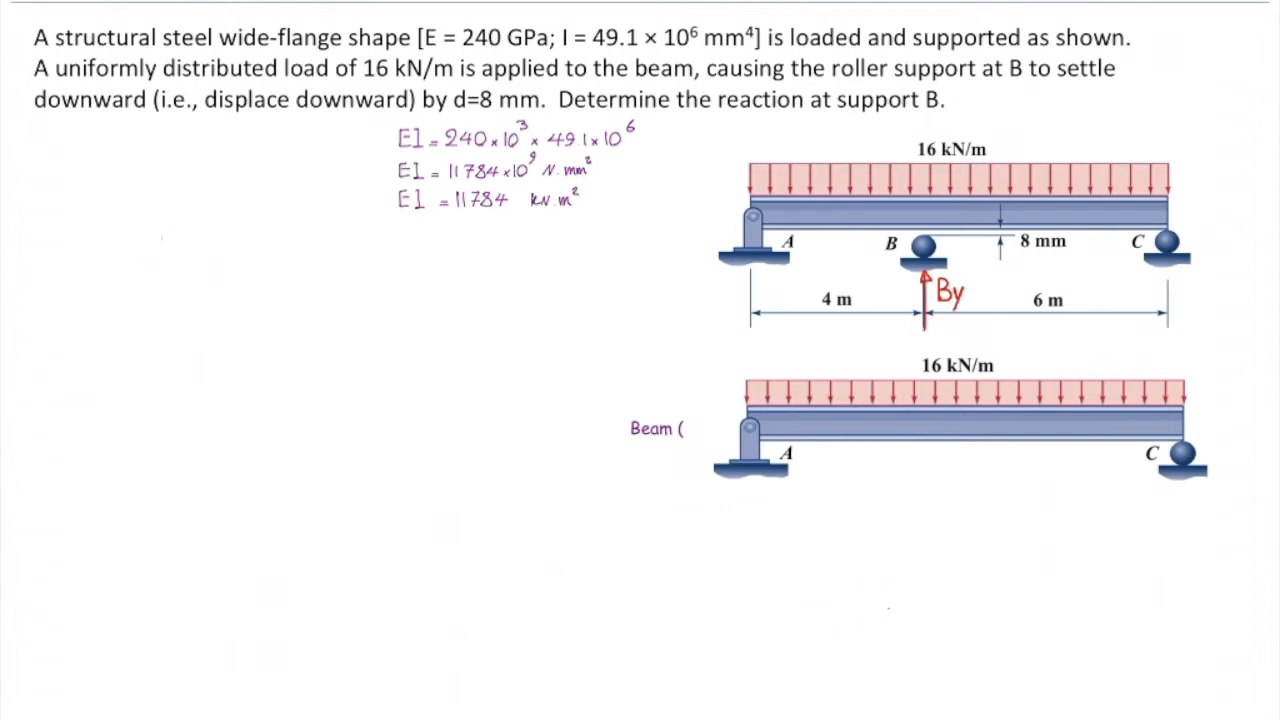 A structural steel wide-flange shape [E = 240 GPa; I = 49.1 × 10⁶ mm⁴] is loaded and supported as shown.
A uniformly distributed load of 16 kN/m is applied to the beam, causing the roller support at B to settle
downward (i.e., displace downward) by d=8 mm. Determine the reaction at support B.
EI = 240 × 10³ × 49.1 × 10⁶
EI = 11784 × 10⁹ N.mm²
EI = 11784 kN.m²
16 kN/m
A B 8 mm C
4 m By 6 m
16 kN/m
Beam (
A C